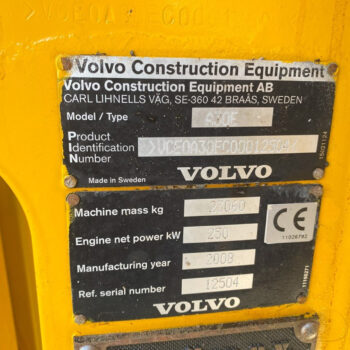 Volvo Construction Equipment
Volvo Construction Equipment AB
CARL LIHNELLS VÄG, SE-360 42 BRAÅS, SWEDEN
Model / Type A30E
Product
Identification
Number
Made in Sweden VOLVO
Machine mass kg
Engine net power kW 250
Manufacturing year 2008
Ref. serial number 12504
VOLVO
CE